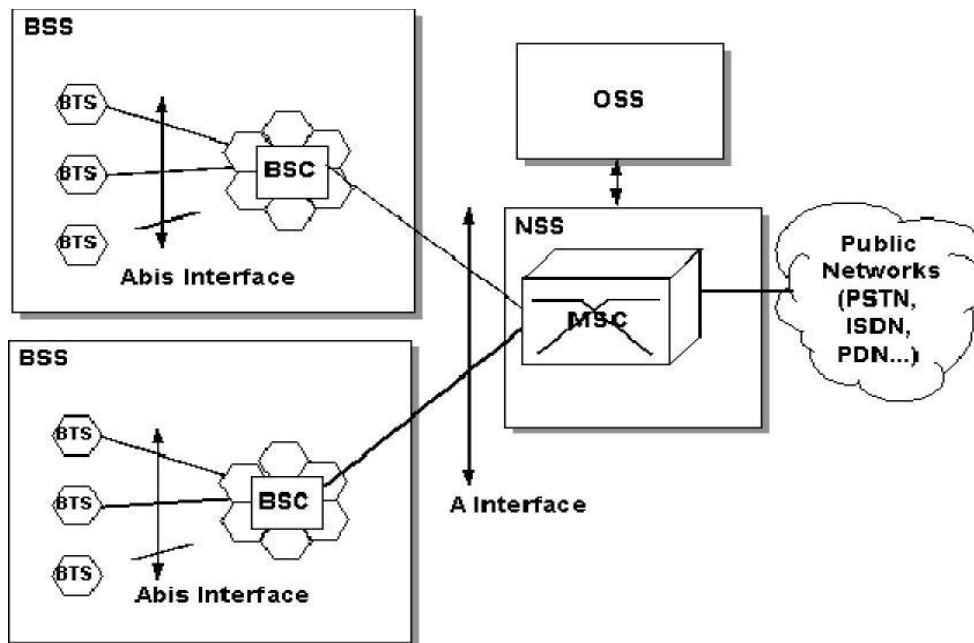 BSS
BTS
BTS
BTS
BSC
Abis Interface
OSS
NSS
MSC
Public
Networks
(PSTN,
ISDN,
PDN...)
A Interface
BSS
BTS
BTS
BTS
BSC
Abis Interface